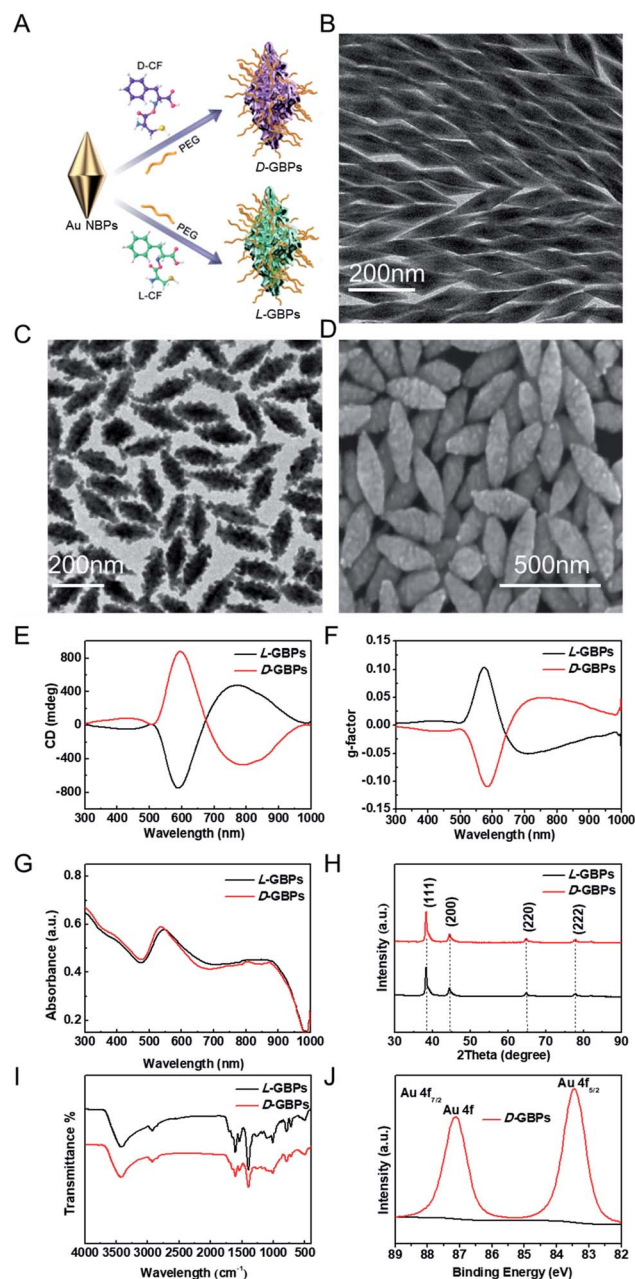 A
D-CF
PEG
D-GBPs
Au NBPs
PEG
L-CF
L-GBPs
B
200nm
C
200nm
D
500nm
E
L-GBPs
D-GBPs
CD (mdeg)
800
400
0
-400
-800
300 400 500 600 700 800 900 1000
Wavelength (nm)
F
L-GBPs
D-GBPs
g-factor
0.15
0.10
0.05
0.00
-0.05
-0.10
-0.15
300 400 500 600 700 800 900 1000
Wavelength (nm)
G
L-GBPs
D-GBPs
Absorbance (a.u.)
0.8
0.6
0.4
0.2
300 400 500 600 700 800 900 1000
Wavelength (nm)
H
L-GBPs
D-GBPs
(111)
(200)
(220)
(222)
Intensity (a.u.)
30 40 50 60 70 80 90
2Theta (degree)
I
L-GBPs
D-GBPs
Transmittance %
4000 3500 3000 2500 2000 1500 1000 500
Wavelength (cm⁻¹)
J
Au 4f₇/₂
Au 4f
Au 4f₅/₂
D-GBPs
Intensity (a.u.)
89 88 87 86 85 84 83 82
Binding Energy (eV)